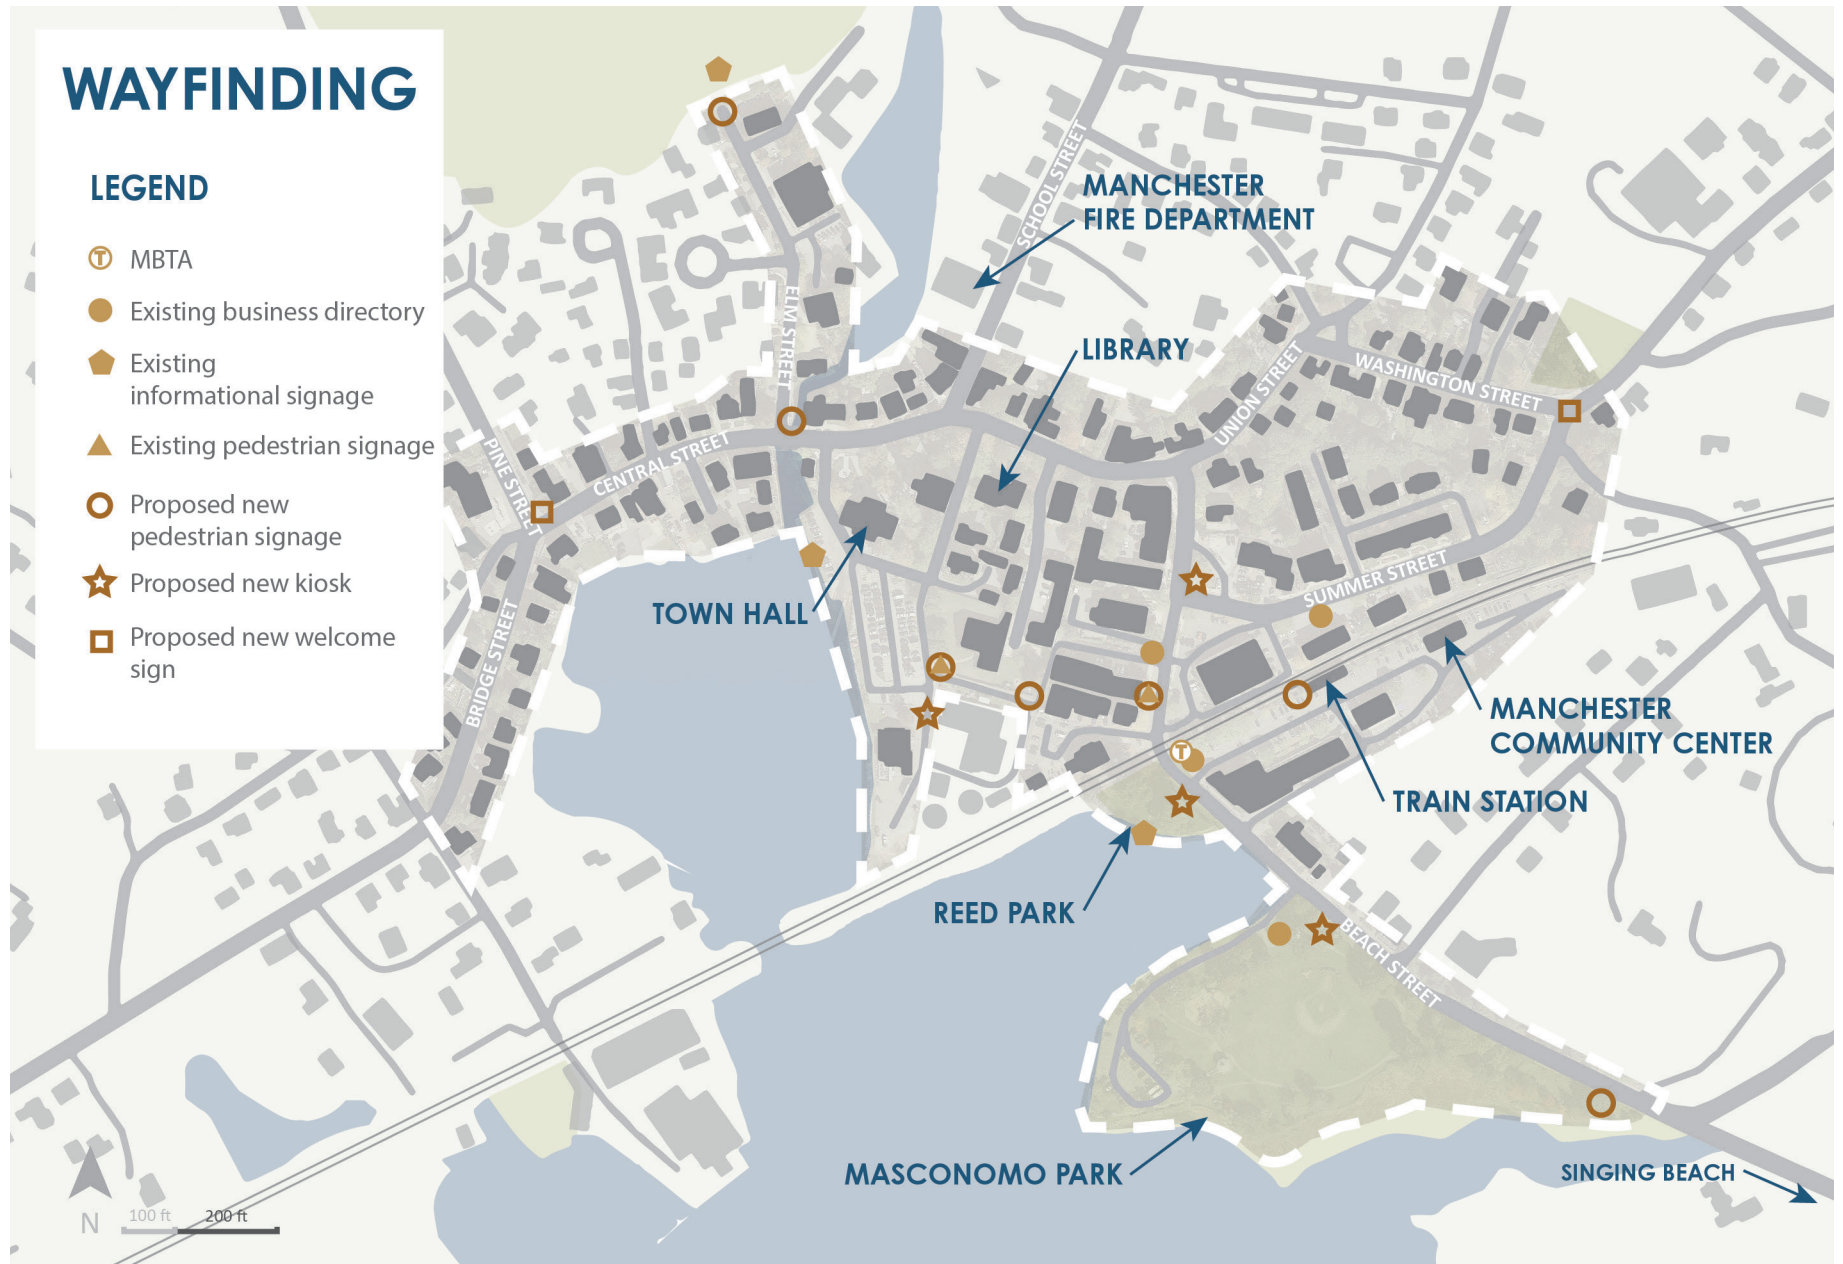 WAYFINDING
LEGEND
T MBTA
Existing business directory
Existing
informational signage
Existing pedestrian signage
Proposed new
pedestrian signage
Proposed new kiosk
Proposed new welcome
sign
N
100 ft 200 ft
MANCHESTER
FIRE DEPARTMENT
SCHOOL STREET
LIBRARY
ELM STREET
UNION STREET
WASHINGTON STREET
CENTRAL STREET
PINE STREET
BRIDGE STREET
TOWN HALL
SUMMER STREET
MANCHESTER
COMMUNITY CENTER
T
TRAIN STATION
REED PARK
BEACH STREET
MASCONOMO PARK
SINGING BEACH